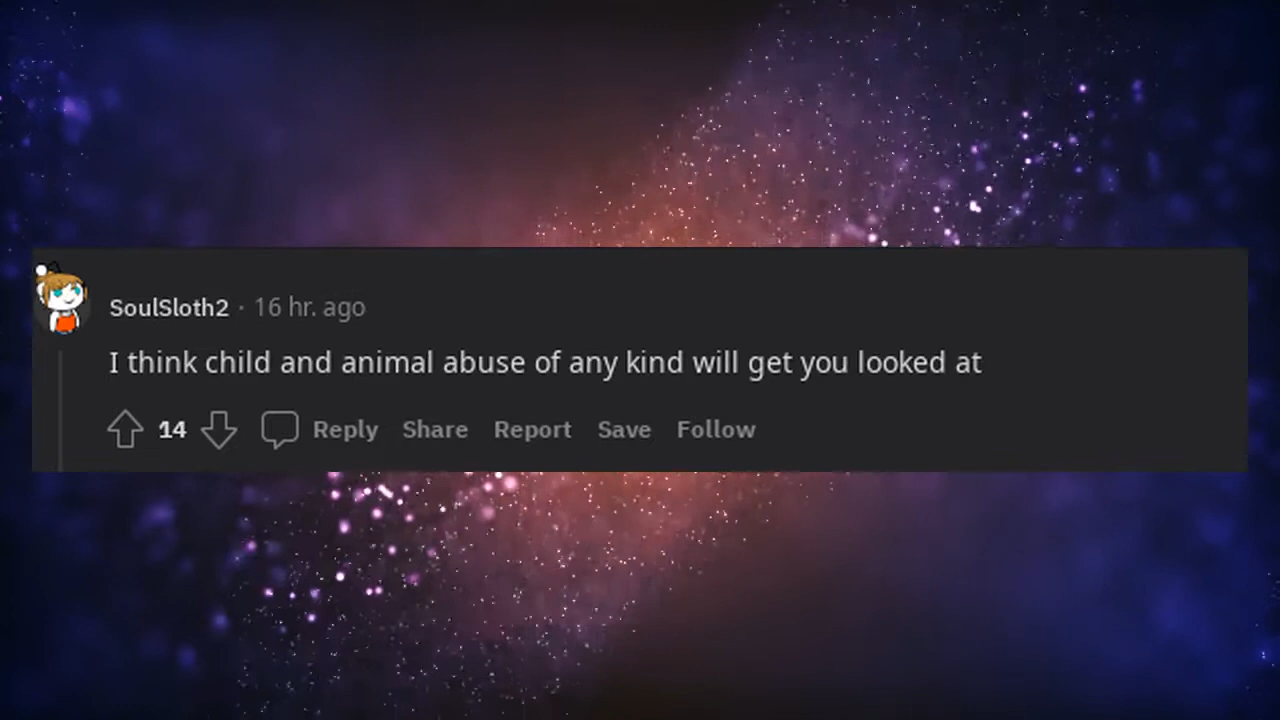 SoulSloth2 · 16 hr. ago
I think child and animal abuse of any kind will get you looked at
14 Reply Share Report Save Follow